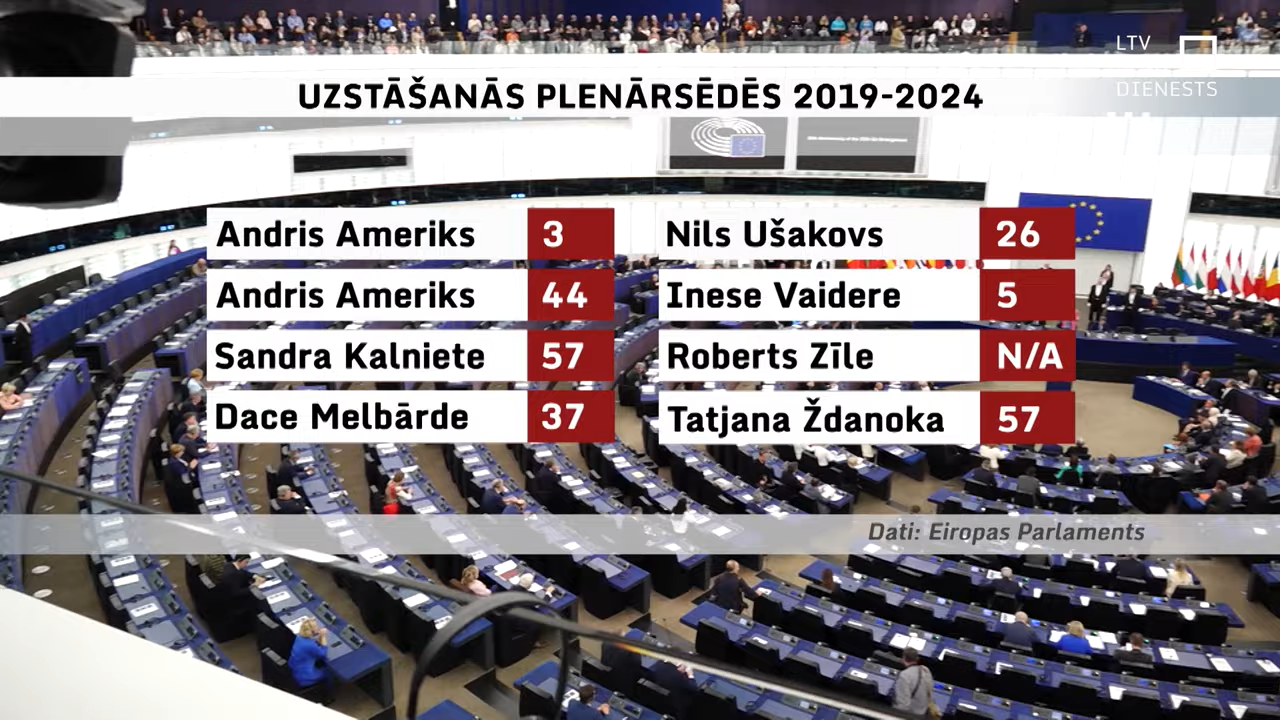 LTV
DIENESTS
UZSTĀŠANĀS PLENĀRSĒDĒS 2019-2024
Andris Ameriks 3
Andris Ameriks 44
Sandra Kalniete 57
Dace Melbārde 37
Nils Ušakovs 26
Inese Vaidere 5
Roberts Zīle N/A
Tatjana Ždanoka 57
Dati: Eiropas Parlaments